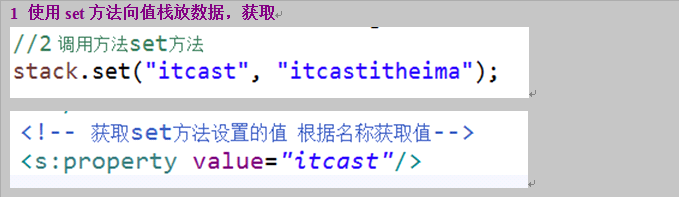 1 使用 set 方法向值栈放数据，获取
//2 调用方法set方法
stack.set("itcast", "itcastitheima");
<!-- 获取set方法设置的值 根据名称获取值-->
<s:property value="itcast"/>